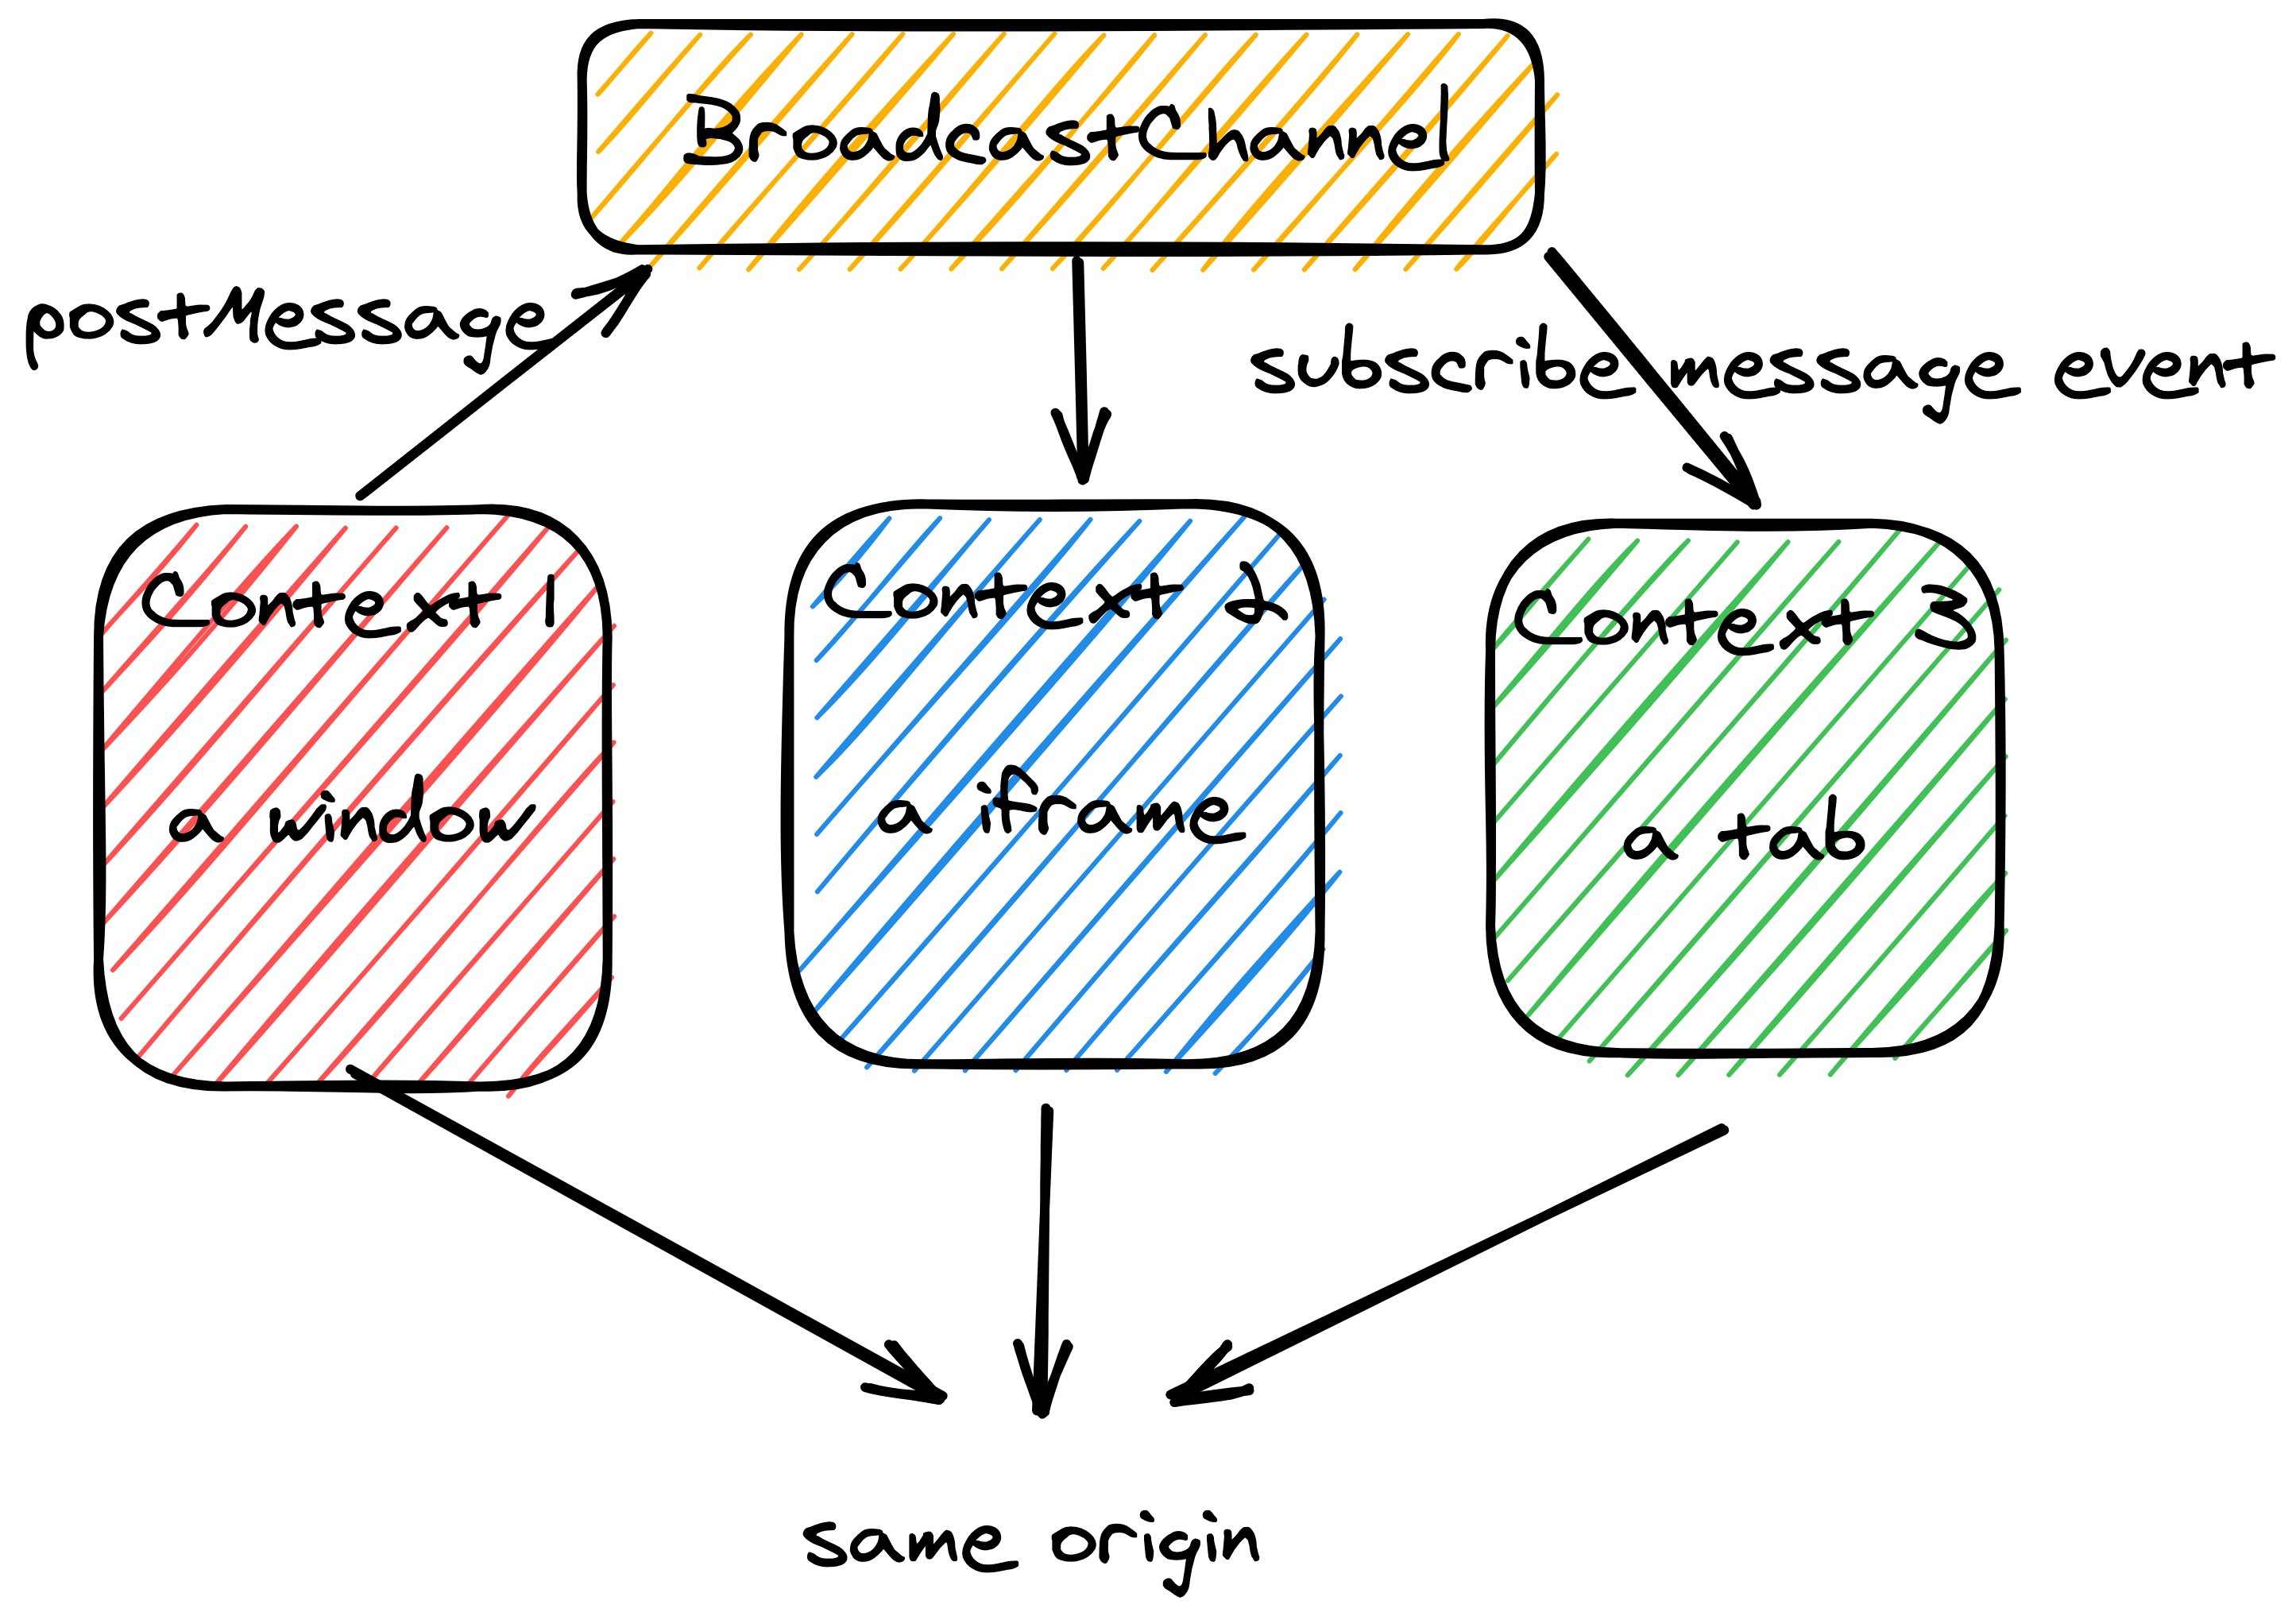 BroadcastChannel
postMessage
subscribe message event
Context 1
Context 2
Context 3
a window
a iframe
a tab
same origin